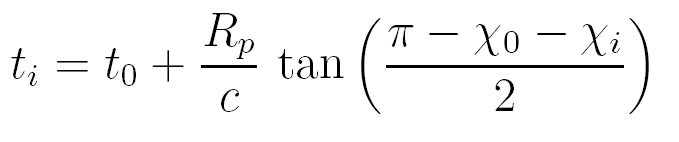 t_i = t_0 + \frac{R_p}{c} \tan \left( \frac{\pi - \chi_0 - \chi_i}{2} \right)